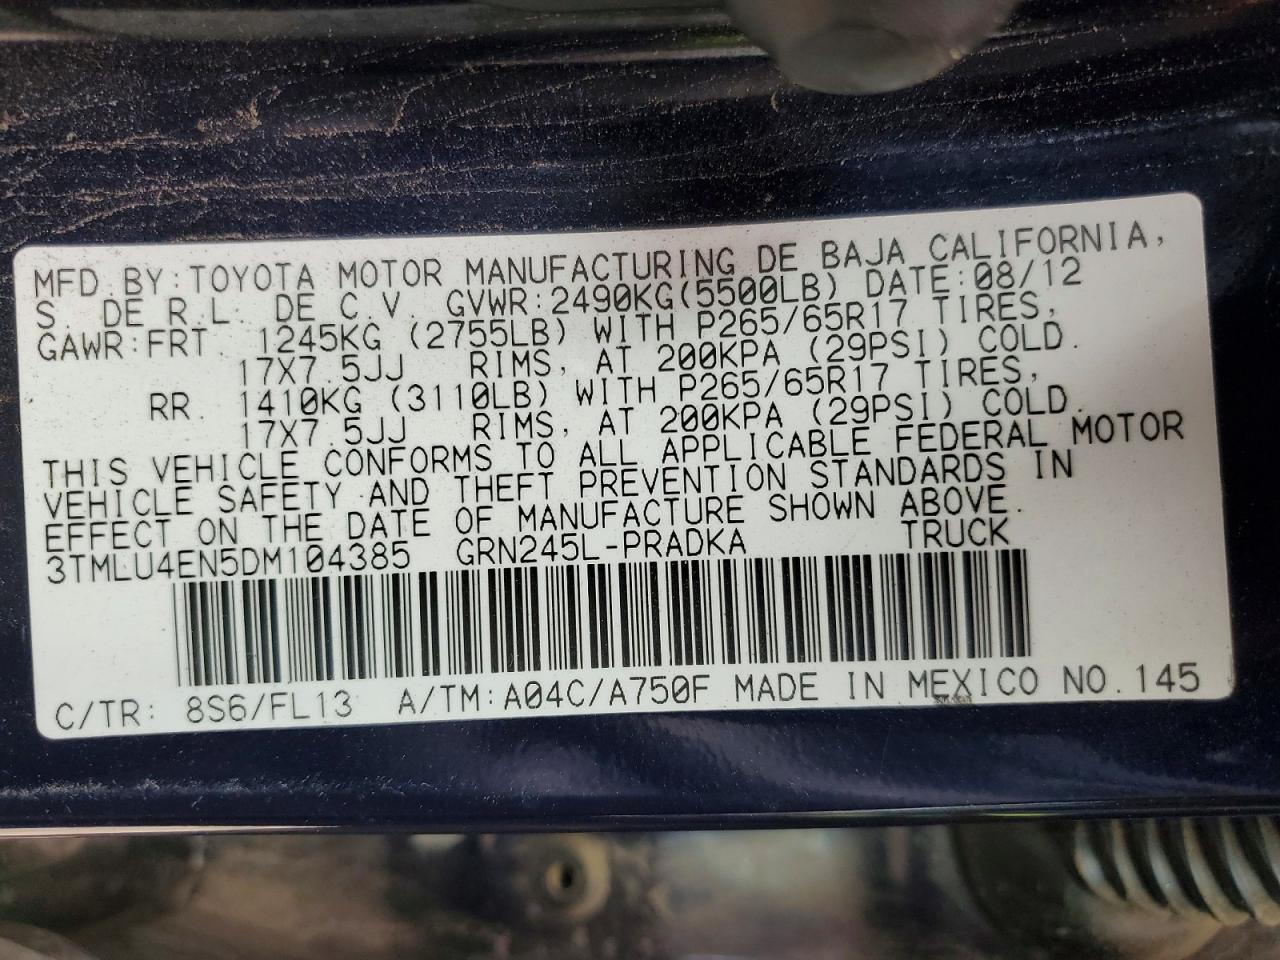 MFD. BY: TOYOTA MOTOR MANUFACTURING DE BAJA CALIFORNIA,
S. DE R.L. DE C.V. GVWR: 2490KG(5500LB) DATE: 08/12
GAWR: FRT. 1245KG (2755LB) WITH P265/65R17 TIRES,
17X7.5JJ RIMS, AT 200KPA (29PSI) COLD.
RR. 1410KG (3110LB) WITH P265/65R17 TIRES,
17X7.5JJ RIMS, AT 200KPA (29PSI) COLD.
THIS VEHICLE CONFORMS TO ALL APPLICABLE FEDERAL MOTOR
VEHICLE SAFETY AND THEFT PREVENTION STANDARDS IN
EFFECT ON THE DATE OF MANUFACTURE SHOWN ABOVE.
3TMLU4EN5DM104385 GRN245L-PRADKA TRUCK
C/TR: 8S6/FL13 A/TM: A04C/A750F MADE IN MEXICO NO. 145